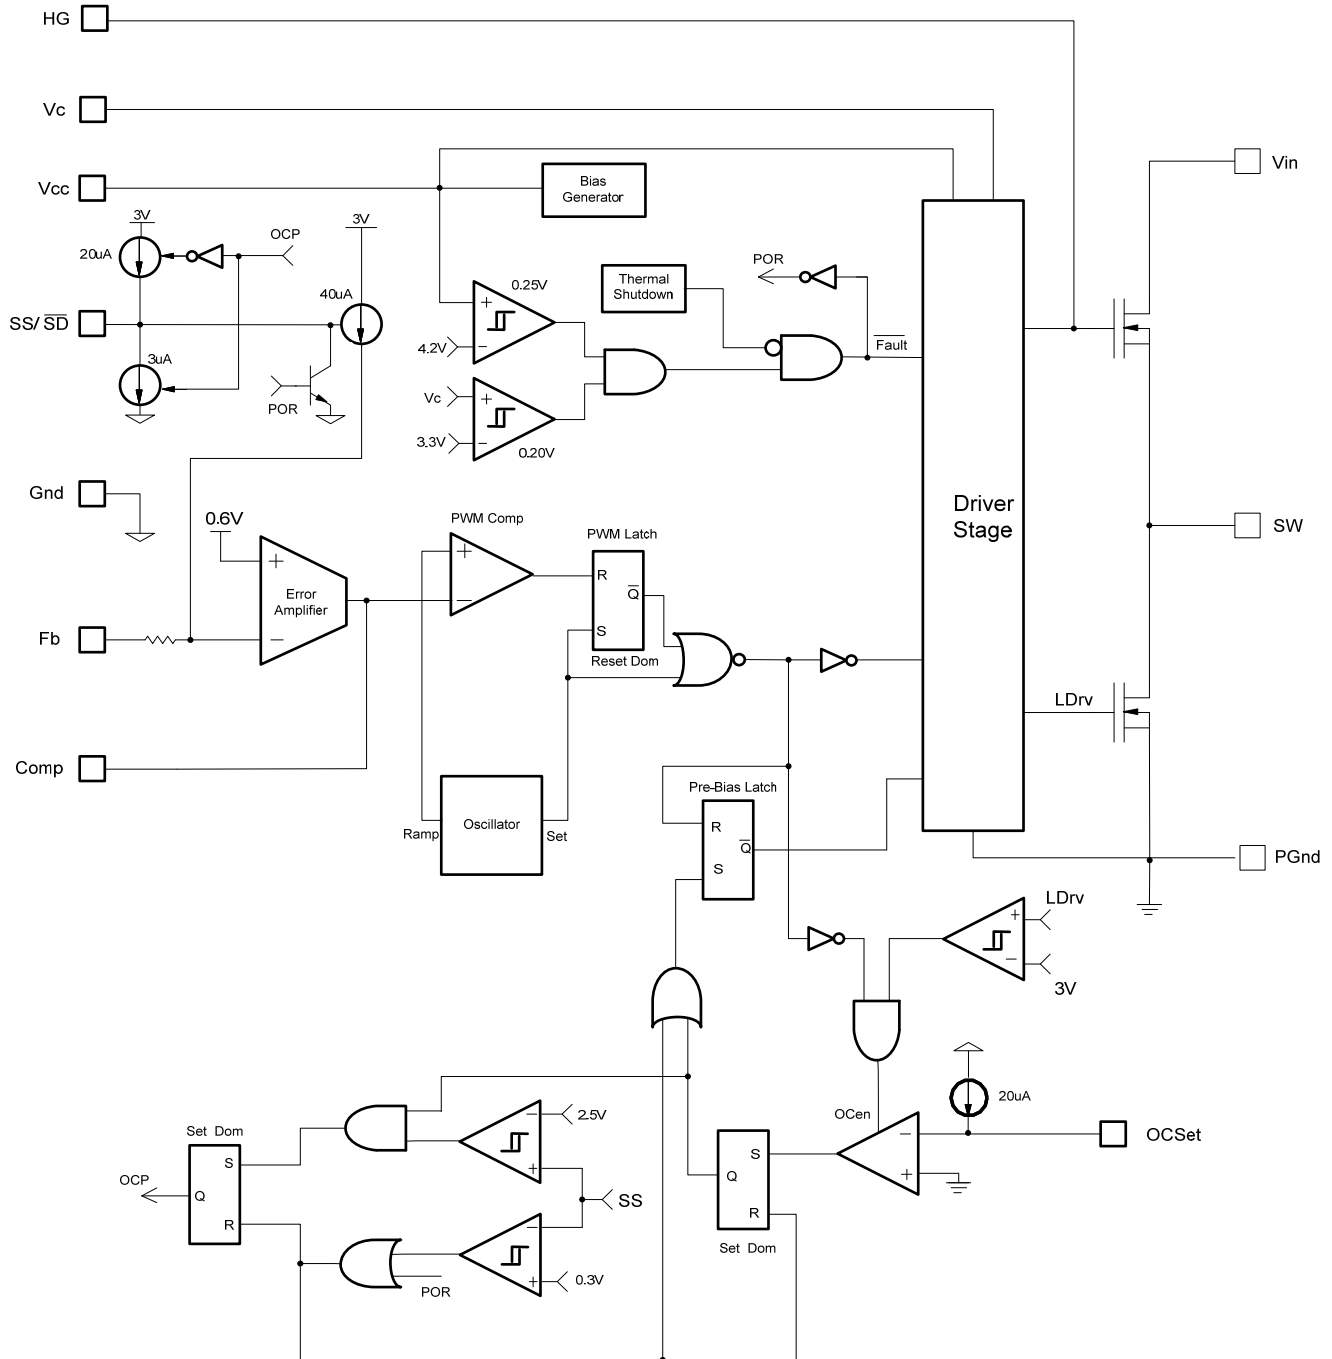 HG
Vc
Vcc
Bias
Generator
Vin
3V
OCP
20uA
3V
40uA
SS/ S̅D̅
3uA
POR
0.25V
4.2V
+
−
Thermal
Shutdown
POR
Fault
Vc
3.3V
+
−
0.20V
Driver
Stage
Gnd
0.6V
+
Error
Amplifier
−
PWM Comp
+
−
PWM Latch
R
Q
S
Reset Dom
SW
Fb
LDrv
Comp
Ramp
Oscillator
Set
Pre-Bias Latch
R
Q
S
PGnd
LDrv
+
−
3V
OCen
20uA
−
+
OCSet
Set Dom
S
Q
R
OCP
−
2.5V
+
SS
−
+
0.3V
POR
S
Q
R
Set Dom